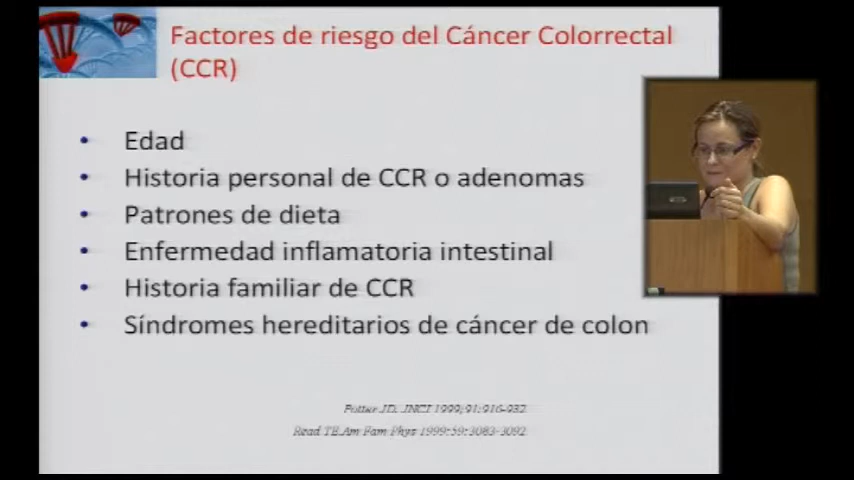 Factores de riesgo del Cáncer Colorrectal
(CCR)
• Edad
• Historia personal de CCR o adenomas
• Patrones de dieta
• Enfermedad inflamatoria intestinal
• Historia familiar de CCR
• Síndromes hereditarios de cáncer de colon
Potter JD. JNCI 1999;91:916-932
Read TE.Am Fam Phys 1999;59:3083-3092